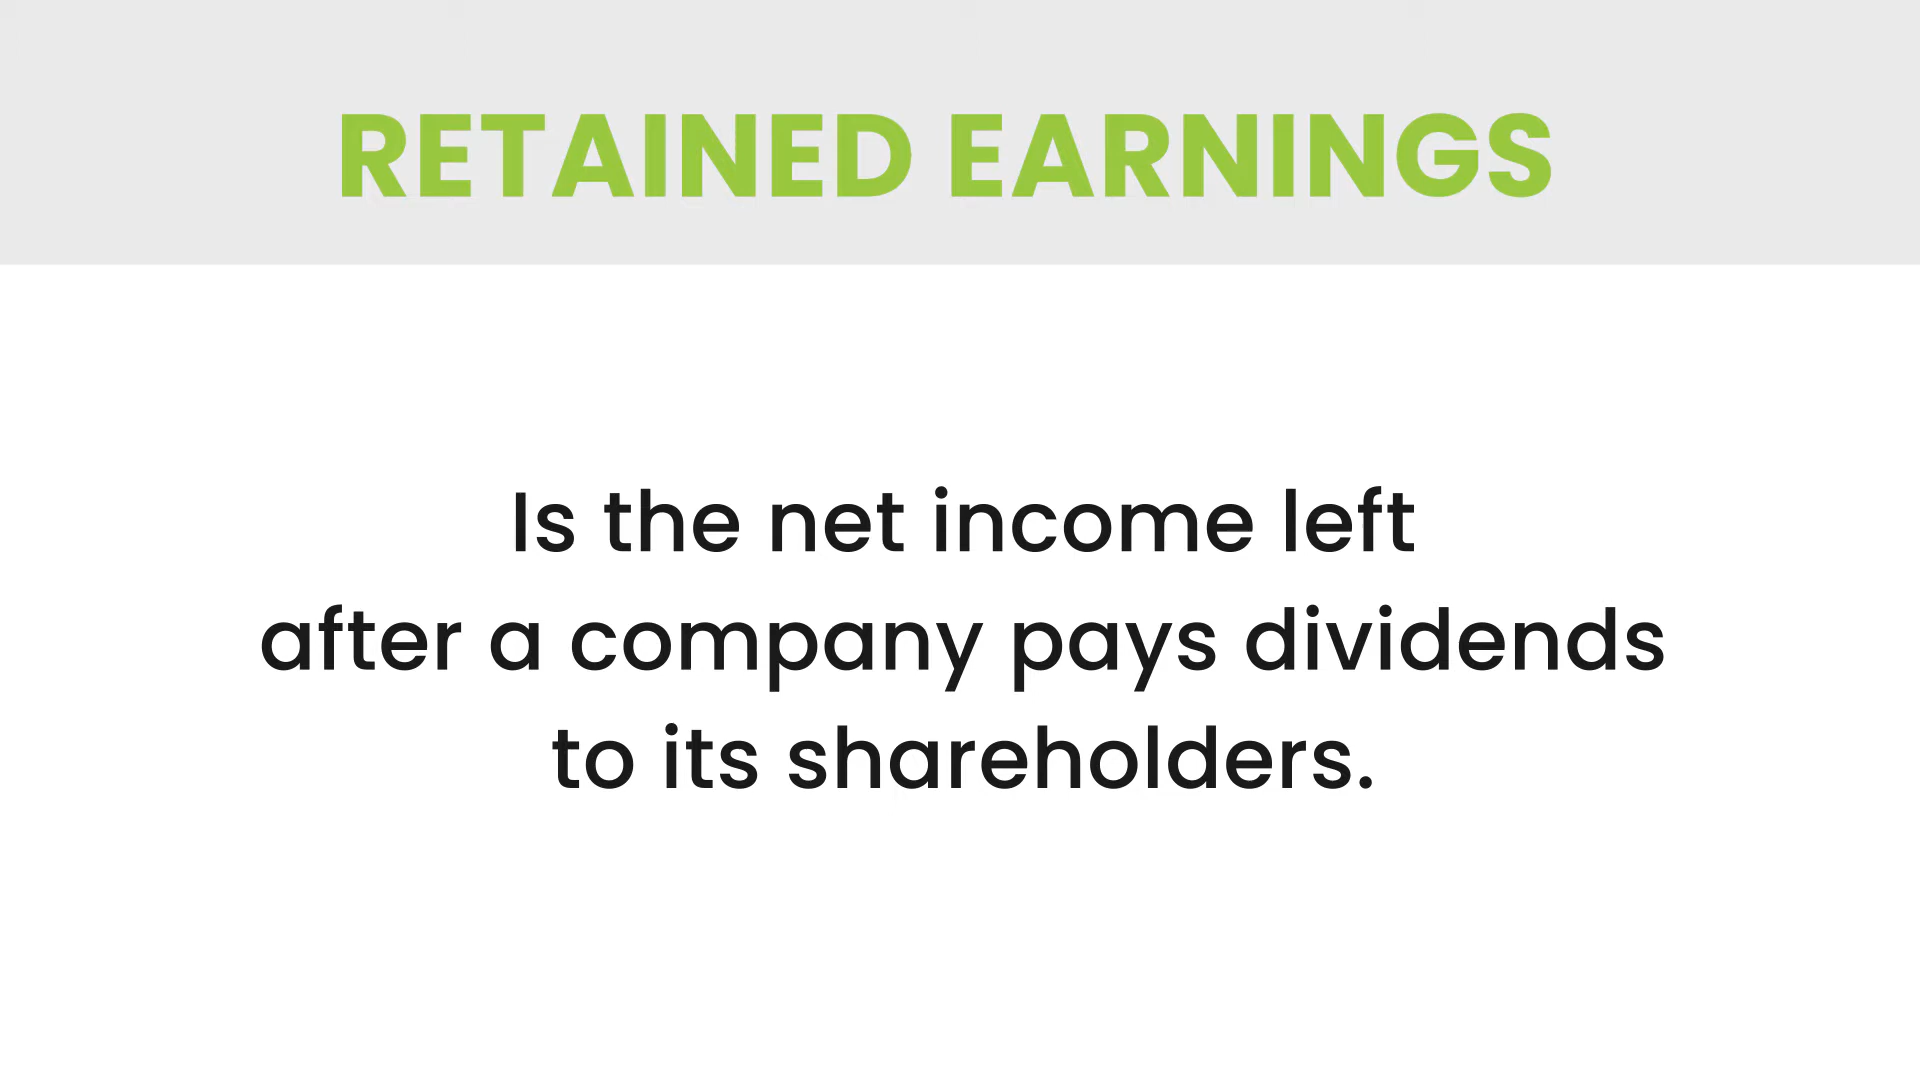 RETAINED EARNINGS
Is the net income left
after a company pays dividends
to its shareholders.